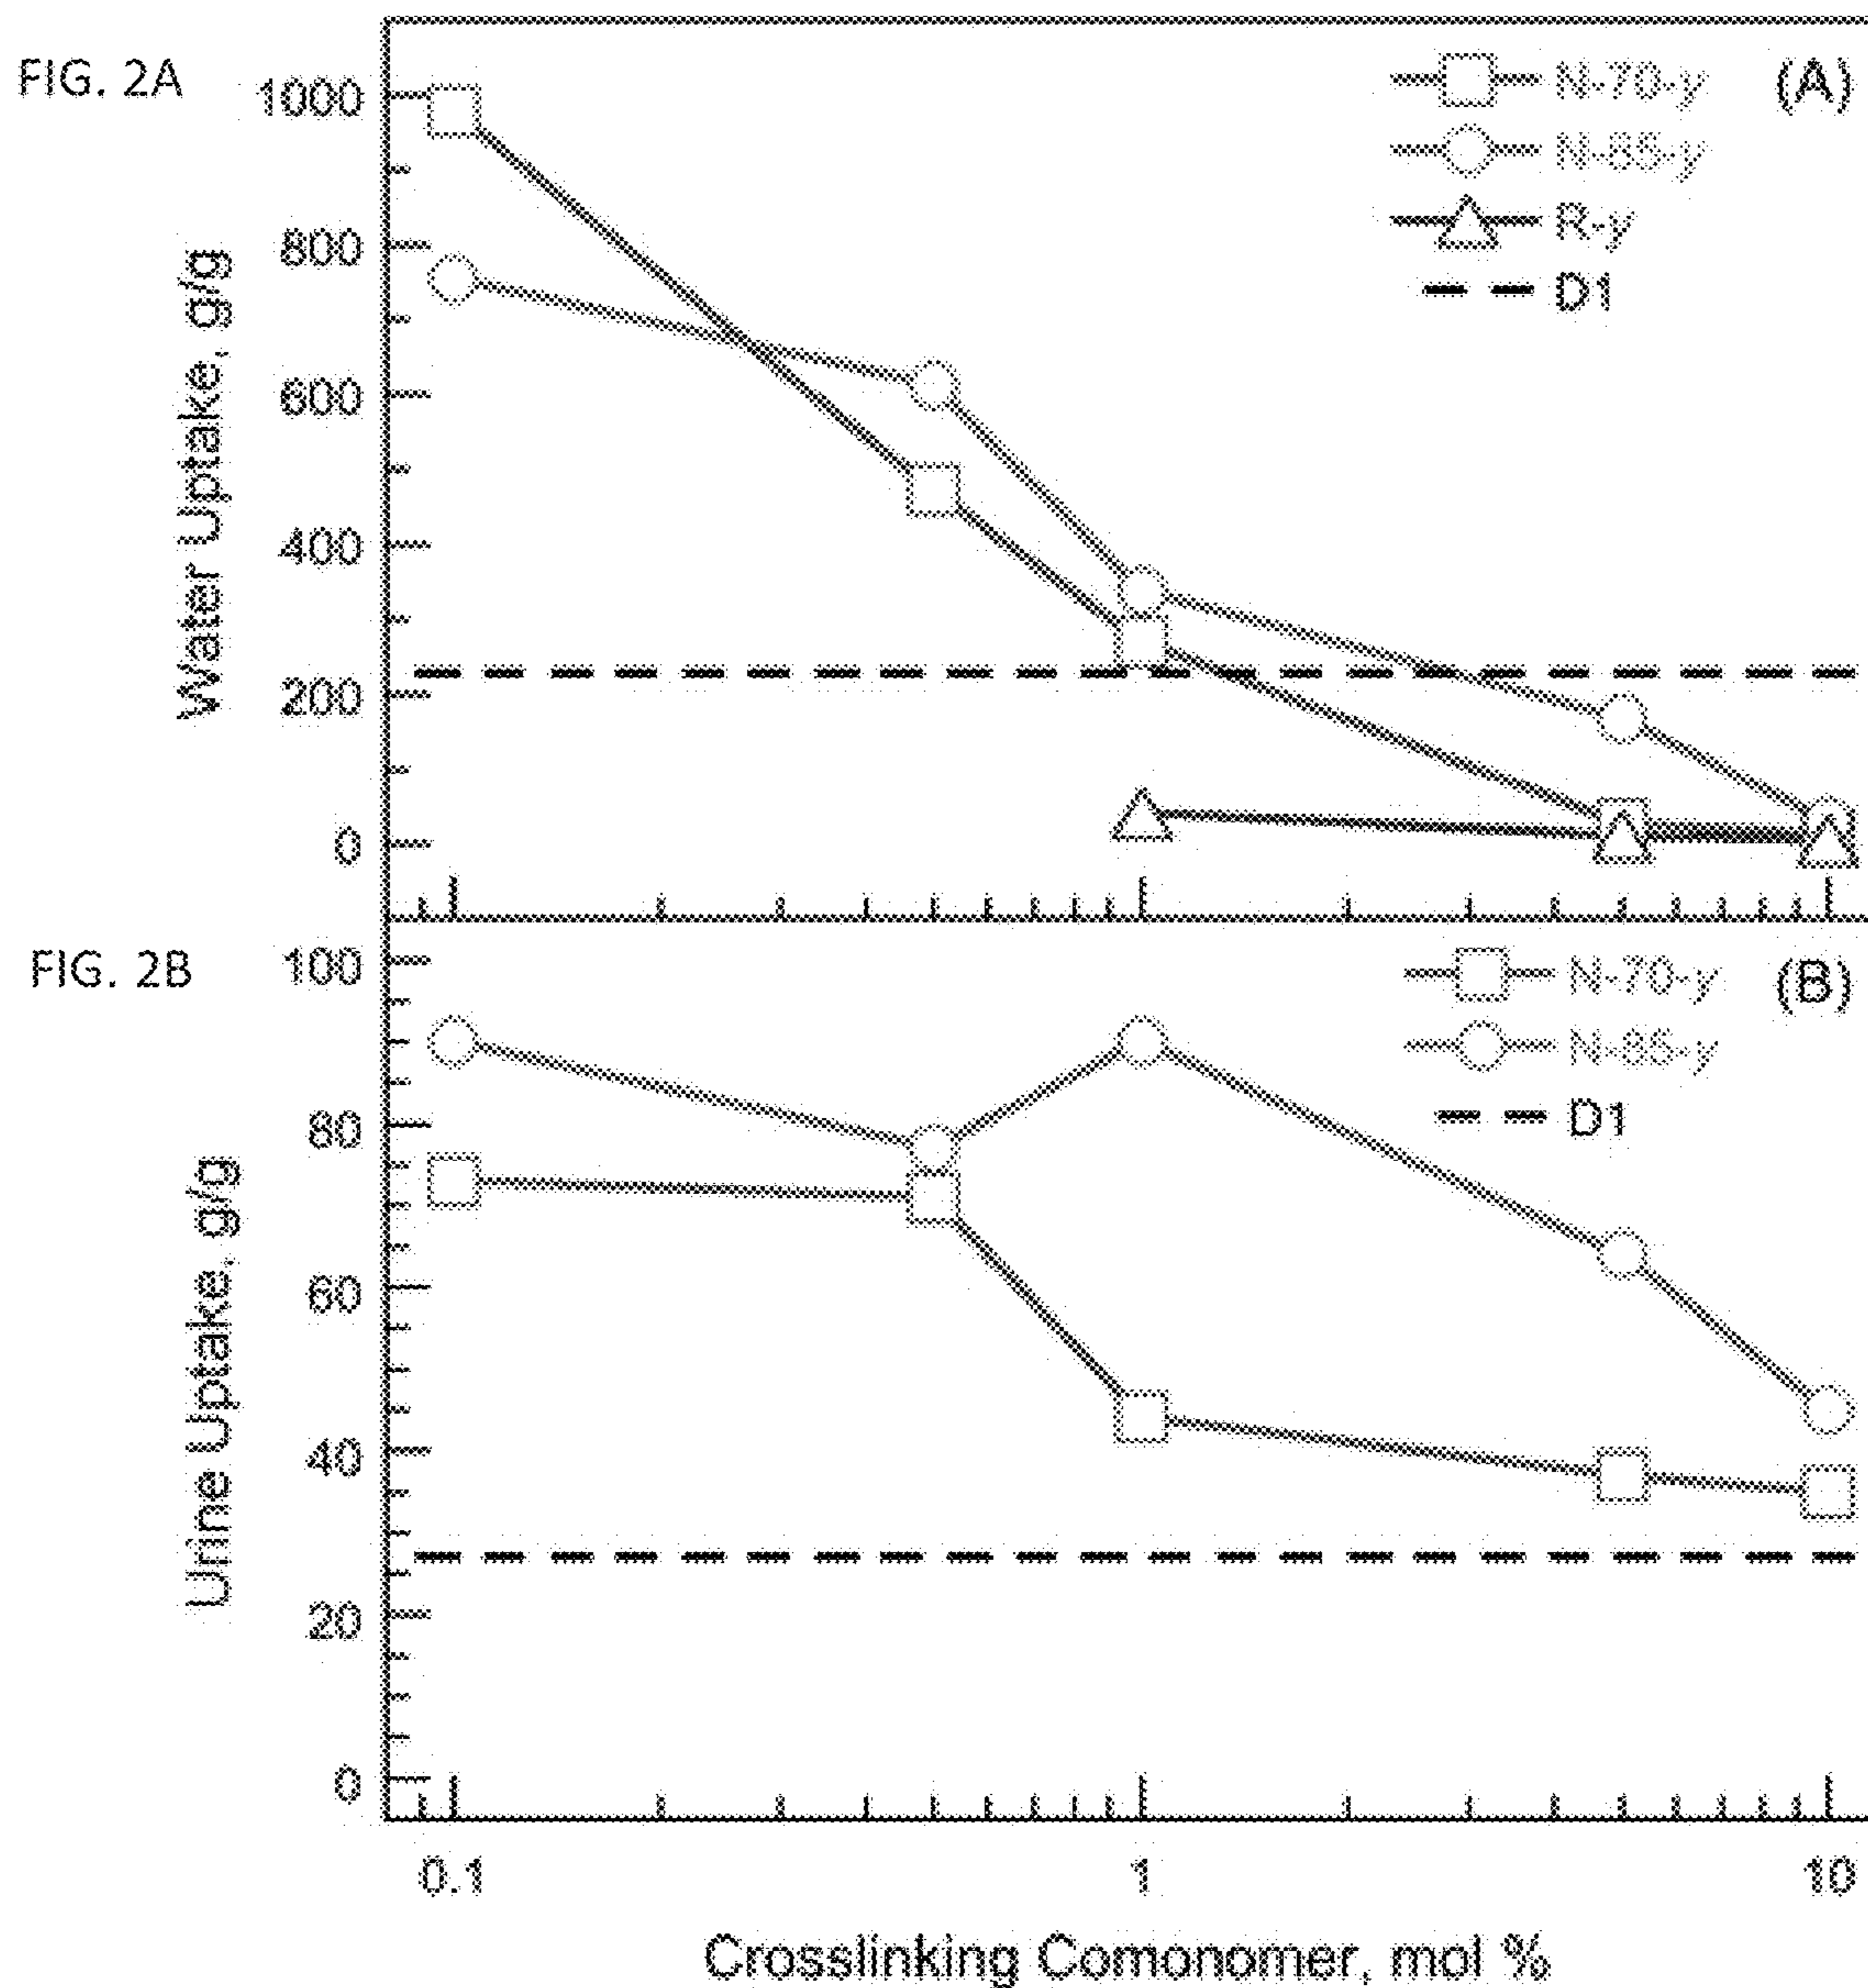 FIG. 2A
(A)
N-70-y
N-85-y
R-y
D1
1000
800
600
400
200
0
Water Uptake, g/g
FIG. 2B
(B)
N-70-y
N-85-y
D1
100
80
60
40
20
0
Urine Uptake, g/g
0.1 1 10
Crosslinking Comonomer, mol %